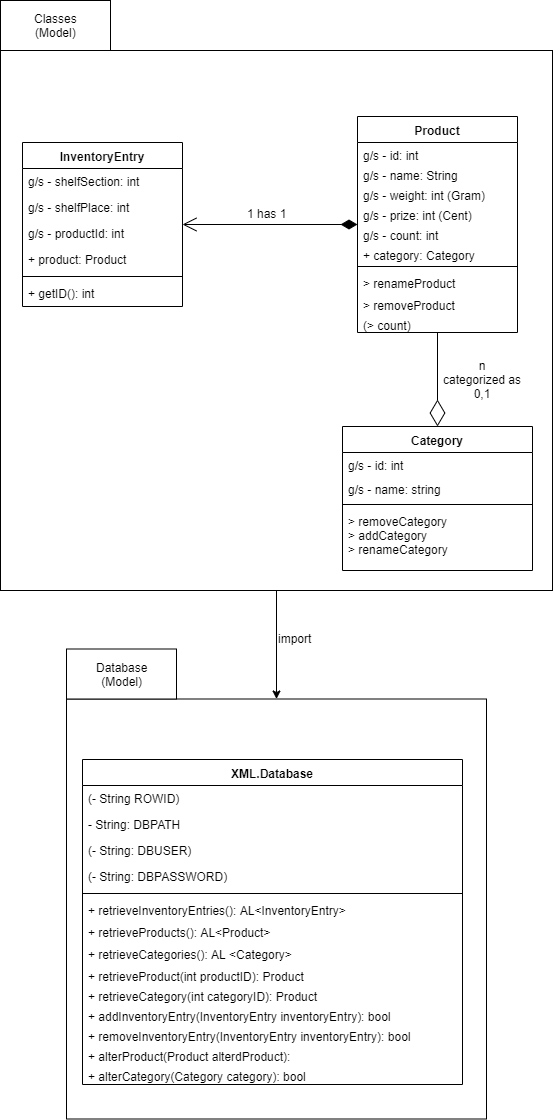 Classes
(Model)
InventoryEntry
g/s - shelfSection: int
g/s - shelfPlace: int
g/s - productId: int
+ product: Product
+ getID(): int
1 has 1
Product
g/s - id: int
g/s - name: String
g/s - weight: int (Gram)
g/s - prize: int (Cent)
g/s - count: int
+ category: Category
> renameProduct
> removeProduct
(> count)
n
categorized as
0,1
Category
g/s - id: int
g/s - name: string
> removeCategory
> addCategory
> renameCategory
import
Database
(Model)
XML.Database
(- String ROWID)
- String: DBPATH
(- String: DBUSER)
(- String: DBPASSWORD)
+ retrieveInventoryEntries(): AL<InventoryEntry>
+ retrieveProducts(): AL<Product>
+ retrieveCategories(): AL <Category>
+ retrieveProduct(int productID): Product
+ retrieveCategory(int categoryID): Product
+ addInventoryEntry(InventoryEntry inventoryEntry): bool
+ removeInventoryEntry(InventoryEntry inventoryEntry): bool
+ alterProduct(Product alterdProduct):
+ alterCategory(Category category): bool